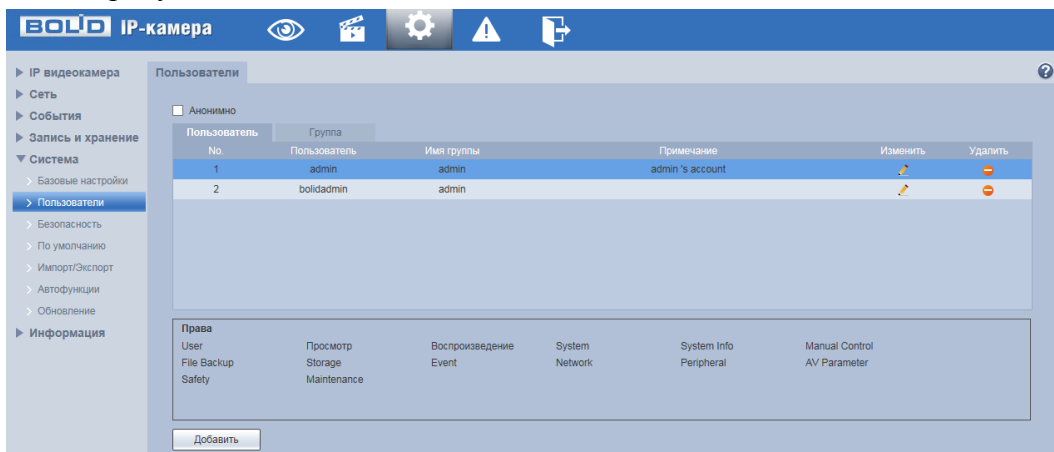 BOLID IP-камера
IP видеокамера
Сеть
События
Запись и хранение
Система
Базовые настройки
Пользователи
Безопасность
По умолчанию
Импорт/Экспорт
Автофункции
Обновление
Информация
Пользователи
?
Анонимно
Пользователь Группа
No. Пользователь Имя группы Примечание Изменить Удалить
1 admin admin admin 's account
2 bolidadmin admin
Права
User Просмотр Воспроизведение System System Info Manual Control
File Backup Storage Event Network Peripheral AV Parameter
Safety Maintenance
Добавить